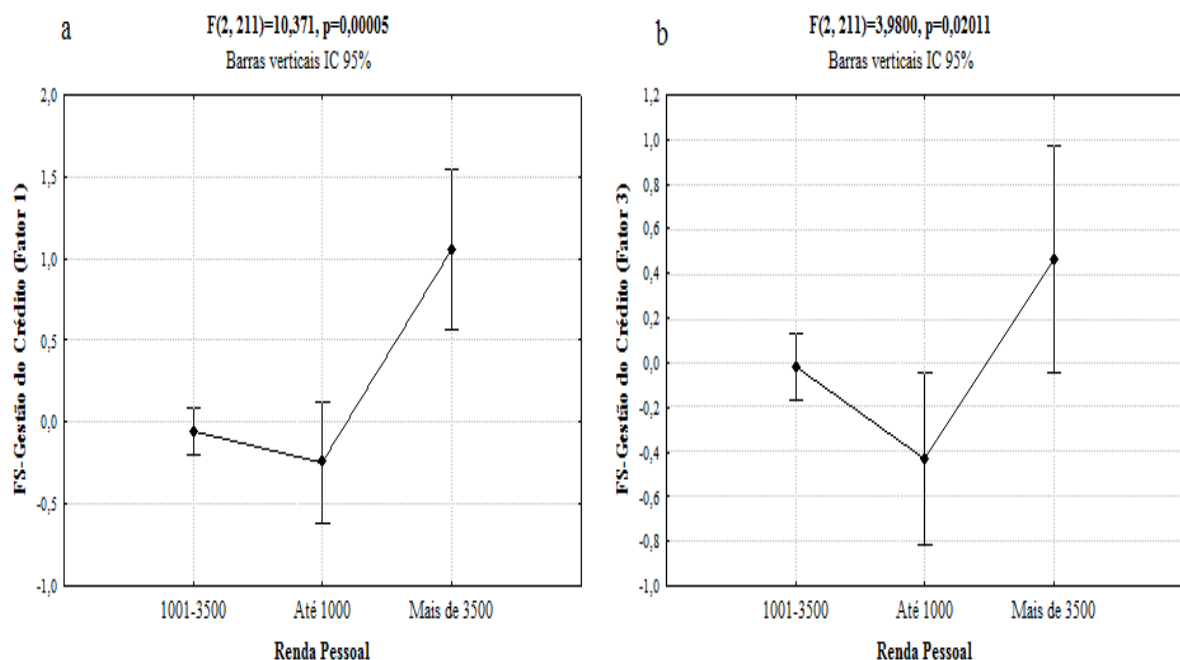 a
F(2, 211)=10,371, p=0,00005
Barras verticais IC 95%
2,0
1,5
1,0
0,5
0,0
-0,5
-1,0
FS-Gestão do Crédito (Fator 1)
1001-3500 Até 1000 Mais de 3500
Renda Pessoal
b
F(2, 211)=3,9800, p=0,02011
Barras verticais IC 95%
1,2
1,0
0,8
0,6
0,4
0,2
0,0
-0,2
-0,4
-0,6
-0,8
-1,0
FS-Gestão do Crédito (Fator 3)
1001-3500 Até 1000 Mais de 3500
Renda Pessoal